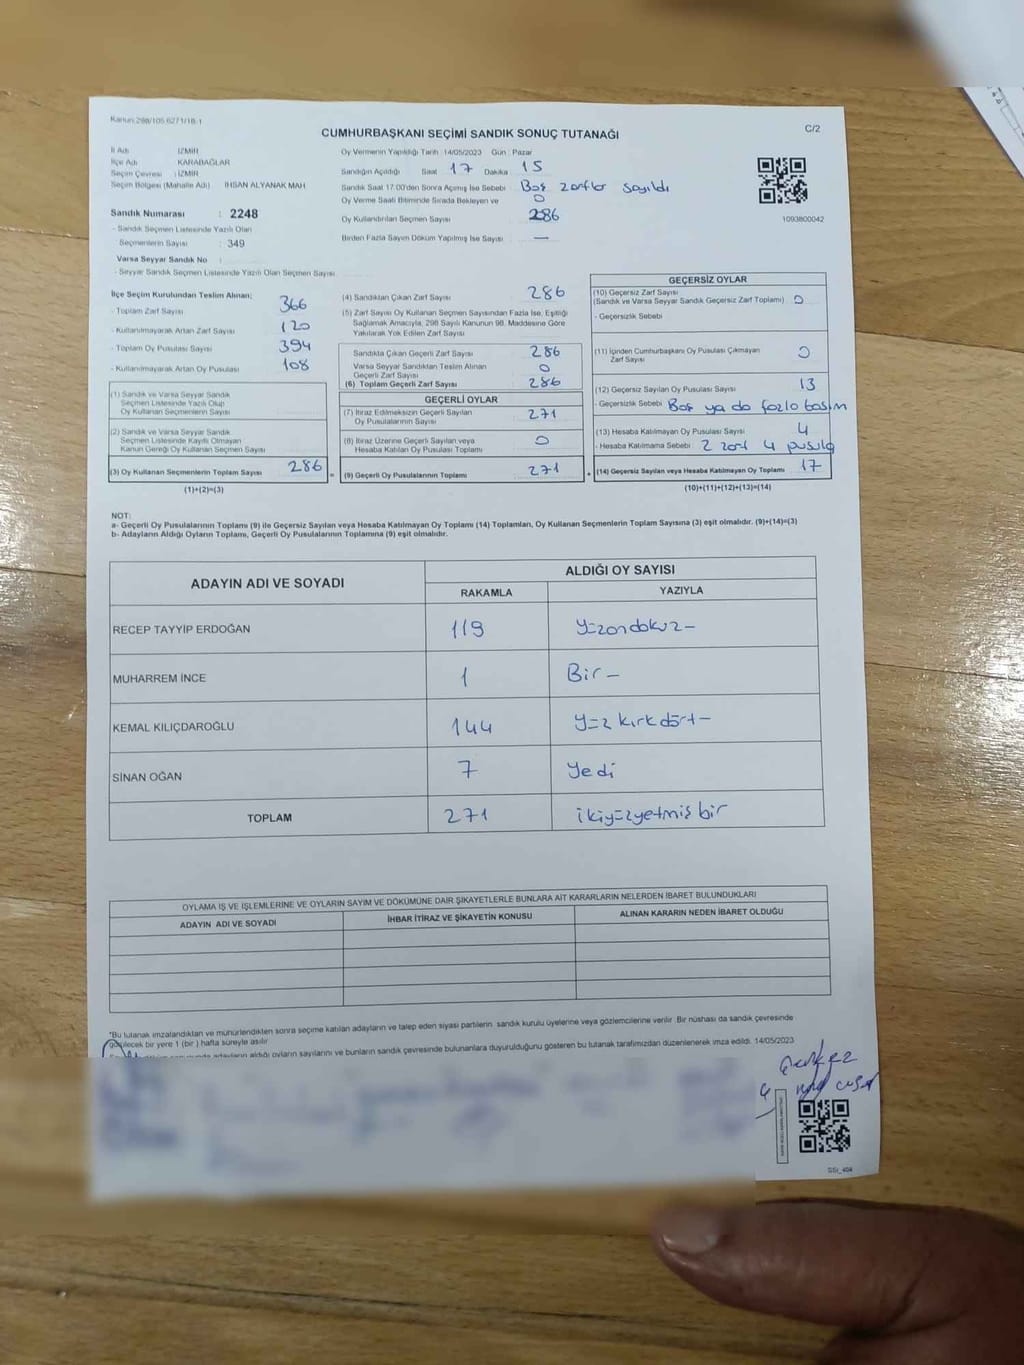 Kanun 298/105,6271/18-1
C/2
CUMHURBAŞKANI SEÇİMİ SANDIK SONUÇ TUTANAĞI
İl Adı : İZMİR
İlçe Adı : KARABAĞLAR
Seçim Çevresi : İZMİR
Seçim Bölgesi (Mahalle Adı) : İHSAN ALYANAK MAH.
Sandık Numarası : 2248
- Sandık Seçmen Listesinde Yazılı Olan
Seçmenlerin Sayısı : 349
Varsa Seyyar Sandık No :
- Seyyar Sandık Seçmen Listesinde Yazılı Olan Seçmen Sayısı
Oy Vermenin Yapıldığı Tarih 14/05/2023 Gün : Pazar
Sandığın Açıldığı Saat 17 Dakika 15
Sandık Saat 17.00'den Sonra Açılmış İse Sebebi Boş zarflar sayıldı
Oy Verme Saati Bitiminde Sırada Bekleyen ve 0
Oy Kullandırılan Seçmen Sayısı 286
Birden Fazla Sayım Döküm Yapılmış İse Sayısı —
1093800042
İlçe Seçim Kurulundan Teslim Alınan;
- Toplam Zarf Sayısı 366
- Kullanılmayarak Artan Zarf Sayısı 120
- Toplam Oy Pusulası Sayısı 394
- Kullanılmayarak Artan Oy Pusulası 108
(1) Sandık ve Varsa Seyyar Sandık
Seçmen Listesinde Yazılı Olup
Oy Kullanan Seçmenlerin Sayısı
(2) Sandık ve Varsa Seyyar Sandık
Seçmen Listesinde Kayıtlı Olmayan
Kanun Gereği Oy Kullanan Seçmen Sayısı
(3) Oy Kullanan Seçmenlerin Toplam Sayısı 286
(1)+(2)=(3)
(4) Sandıktan Çıkan Zarf Sayısı 286
(5) Zarf Sayısı Oy Kullanan Seçmen Sayısından Fazla İse, Eşitliği
Sağlamak Amacıyla, 298 Sayılı Kanunun 98. Maddesine Göre
Yakılarak Yok Edilen Zarf Sayısı
Sandıkta Çıkan Geçerli Zarf Sayısı 286
Varsa Seyyar Sandıktan Teslim Alınan
Geçerli Zarf Sayısı 0
(6) Toplam Geçerli Zarf Sayısı 286
GEÇERLİ OYLAR
(7) İtiraz Edilmeksizin Geçerli Sayılan
Oy Pusulalarının Sayısı 271
(8) İtiraz Üzerine Geçerli Sayılan veya
Hesaba Katılan Oy Pusulaları Toplamı 0
= (9) Geçerli Oy Pusulalarının Toplamı 271
GEÇERSİZ OYLAR
(10) Geçersiz Zarf Sayısı
(Sandık ve Varsa Seyyar Sandık Geçersiz Zarf Toplamı) 0
- Geçersizlik Sebebi
(11) İçinden Cumhurbaşkanı Oy Pusulası Çıkmayan
Zarf Sayısı 0
(12) Geçersiz Sayılan Oy Pusulası Sayısı 13
- Geçersizlik Sebebi Boş ya da fazla basım
(13) Hesaba Katılmayan Oy Pusulası Sayısı 4
- Hesaba Katılmama Sebebi 2 zarf 4 pusula
+ (14) Geçersiz Sayılan veya Hesaba Katılmayan Oy Toplamı 17
(10)+(11)+(12)+(13)=(14)
NOT:
a- Geçerli Oy Pusulalarının Toplamı (9) ile Geçersiz Sayılan veya Hesaba Katılmayan Oy Toplamı (14) Toplamları, Oy Kullanan Seçmenlerin Toplam Sayısına (3) eşit olmalıdır. (9)+(14)=(3)
b- Adayların Aldığı Oyların Toplamı, Geçerli Oy Pusulalarının Toplamına (9) eşit olmalıdır.
ADAYIN ADI VE SOYADI ALDIĞI OY SAYISI
RAKAMLA YAZIYLA
RECEP TAYYİP ERDOĞAN 119 Yüzondokuz–
MUHARREM İNCE 1 Bir –
KEMAL KILIÇDAROĞLU 144 Yüz kırkdört–
SİNAN OĞAN 7 Yedi
TOPLAM 271 ikiyüzyetmiş bir
OYLAMA İŞ VE İŞLEMLERİNE VE OYLARIN SAYIM VE DÖKÜMÜNE DAİR ŞİKAYETLERLE BUNLARA AİT KARARLARIN NELERDEN İBARET BULUNDUKLARI
ADAYIN ADI VE SOYADI İHBAR İTİRAZ VE ŞİKAYETİN KONUSU ALINAN KARARIN NEDEN İBARET OLDUĞU
*Bu tutanak imzalandıktan ve mühürlendikten sonra seçime katılan adayların ve talep eden siyasi partilerin, sandık kurulu üyelerine veya gözlemcilerine verilir. Bir nüshası da sandık çevresinde
görülecek bir yere 1 (bir) hafta süreyle asılır.
adayların aldığı oyların sayılarını ve bunların sandık çevresinde bulunanlara duyurulduğunu gösteren bu tutanak tarafımızdan düzenlenerek imza edildi. 14/05/2023